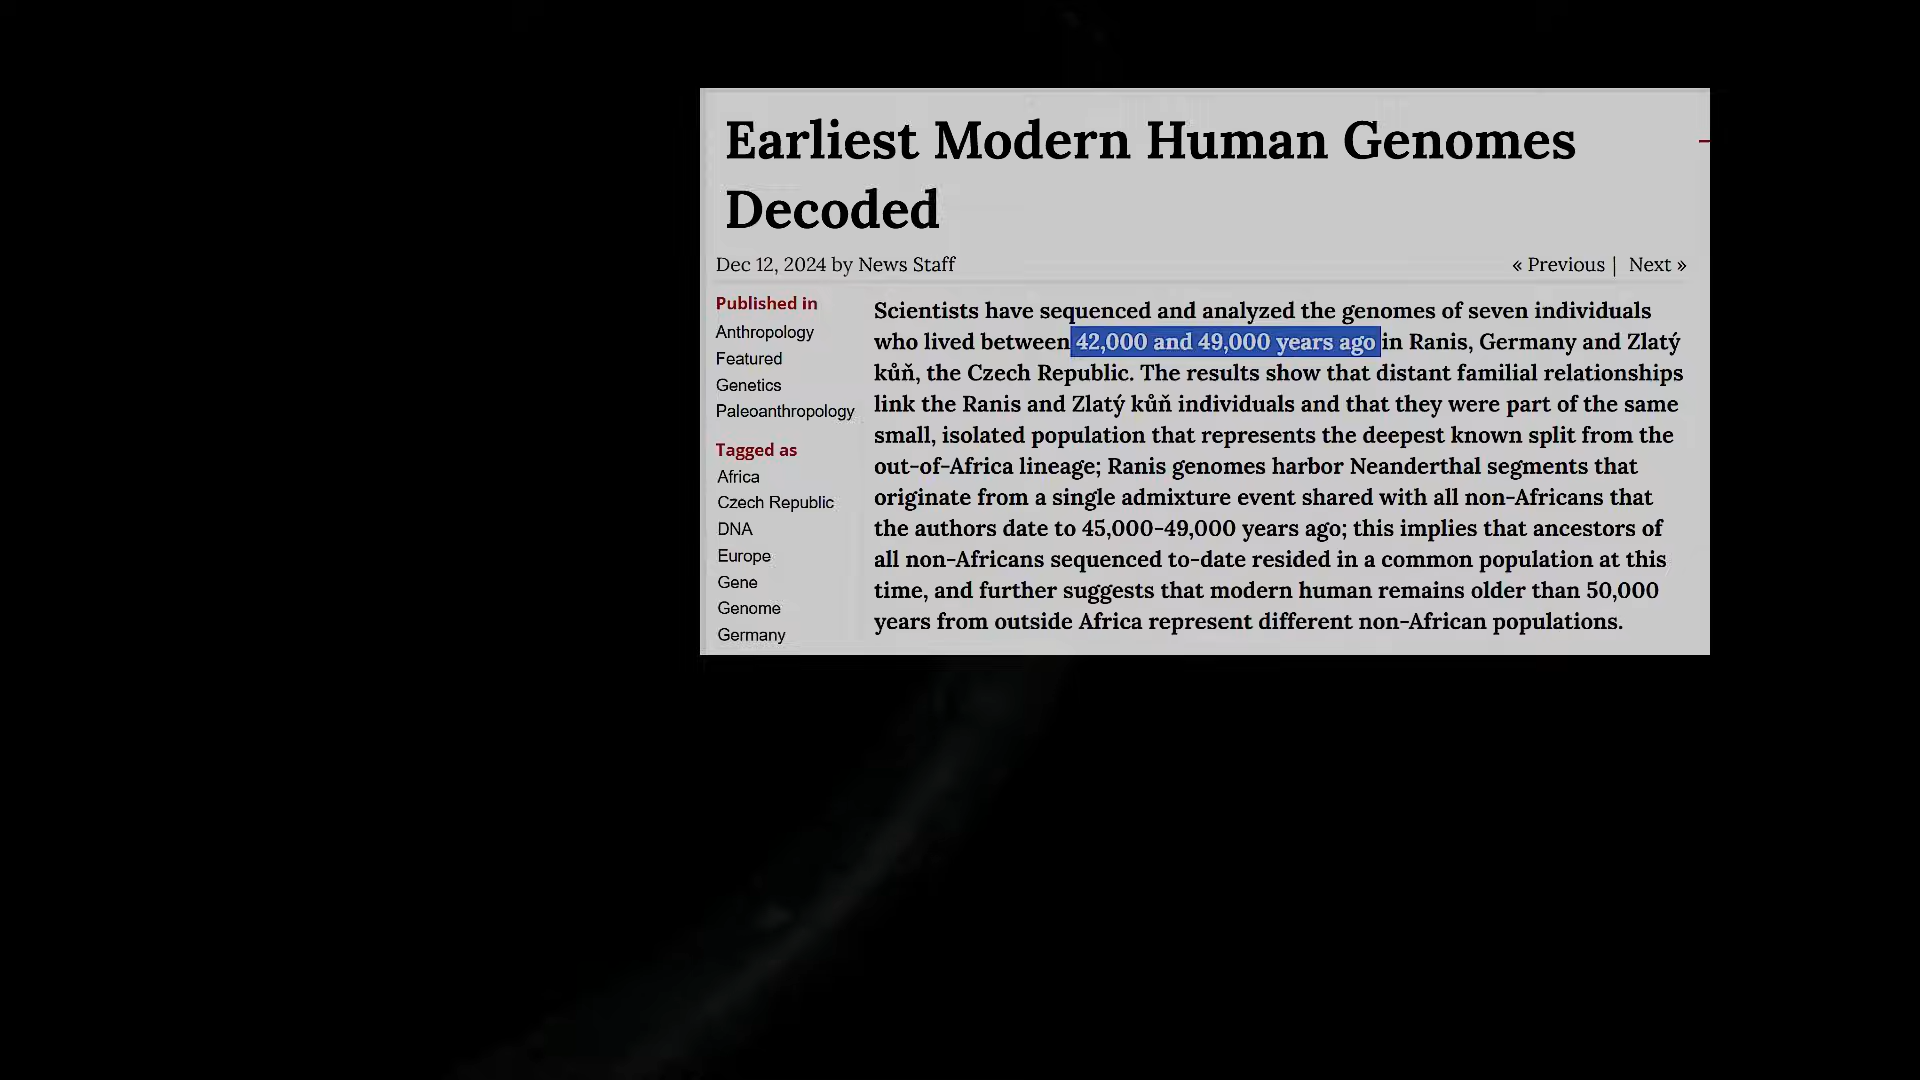 Earliest Modern Human Genomes
Decoded
Dec 12, 2024 by News Staff
« Previous | Next »
Published in
Anthropology
Featured
Genetics
Paleoanthropology
Tagged as
Africa
Czech Republic
DNA
Europe
Gene
Genome
Germany
Scientists have sequenced and analyzed the genomes of seven individuals
who lived between 42,000 and 49,000 years ago in Ranis, Germany and Zlatý
kůň, the Czech Republic. The results show that distant familial relationships
link the Ranis and Zlatý kůň individuals and that they were part of the same
small, isolated population that represents the deepest known split from the
out-of-Africa lineage; Ranis genomes harbor Neanderthal segments that
originate from a single admixture event shared with all non-Africans that
the authors date to 45,000-49,000 years ago; this implies that ancestors of
all non-Africans sequenced to-date resided in a common population at this
time, and further suggests that modern human remains older than 50,000
years from outside Africa represent different non-African populations.